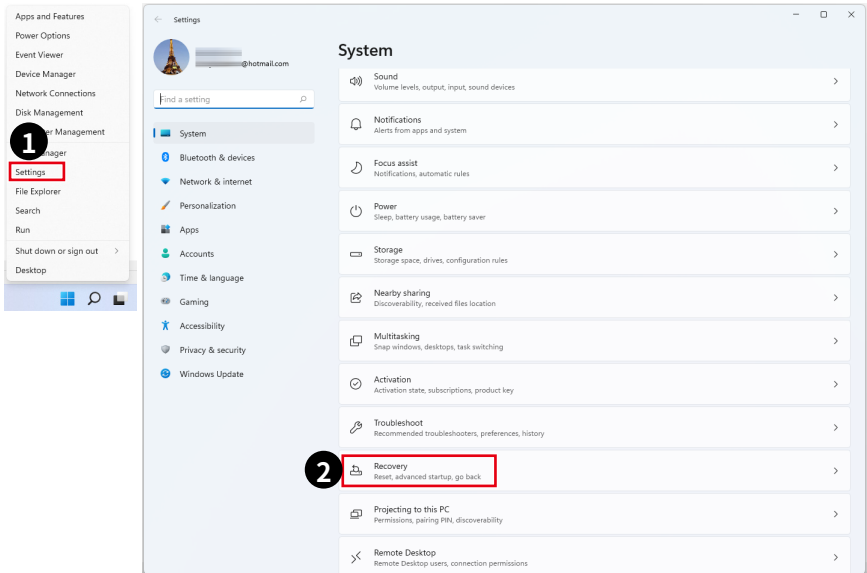 Apps and Features
Power Options
Event Viewer
Device Manager
Network Connections
Disk Management
Management
1
Settings
File Explorer
Search
Run
Shut down or sign out
Desktop
Settings
@hotmail.com
Find a setting
System
Bluetooth & devices
Network & internet
Personalization
Apps
Accounts
Time & language
Gaming
Accessibility
Privacy & security
Windows Update
System
Sound
Volume levels, output, input, sound devices
Notifications
Alerts from apps and system
Focus assist
Notifications, automatic rules
Power
Sleep, battery usage, battery saver
Storage
Storage space, drives, configuration rules
Nearby sharing
Discoverability, received files location
Multitasking
Snap windows, desktops, task switching
Activation
Activation state, subscriptions, product key
Troubleshoot
Recommended troubleshooters, preferences, history
2
Recovery
Reset, advanced startup, go back
Projecting to this PC
Permissions, pairing PIN, discoverability
Remote Desktop
Remote Desktop users, connection permissions